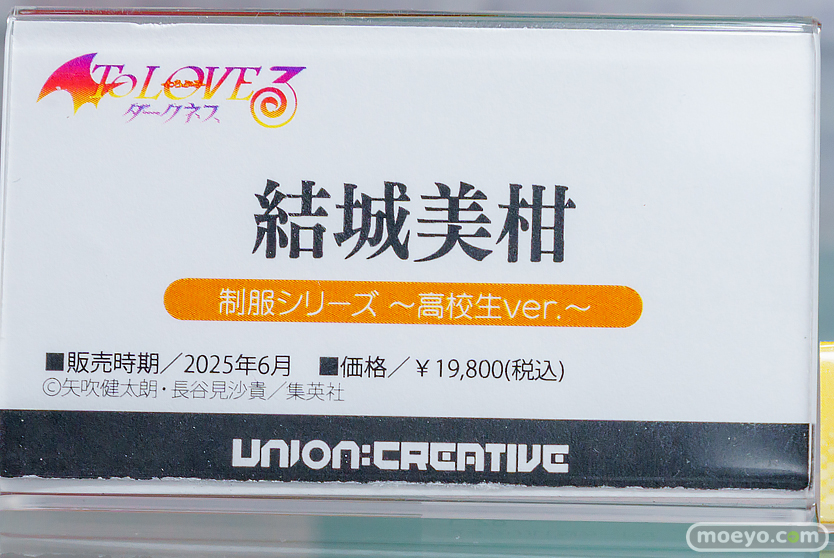 To LOVEる
ダークネス
結城美柑
制服シリーズ ～高校生ver.～
■販売時期／2025年6月 ■価格／￥19,800(税込)
©矢吹健太朗・長谷見沙貴／集英社
UNION:CREATIVE
moeyo.com